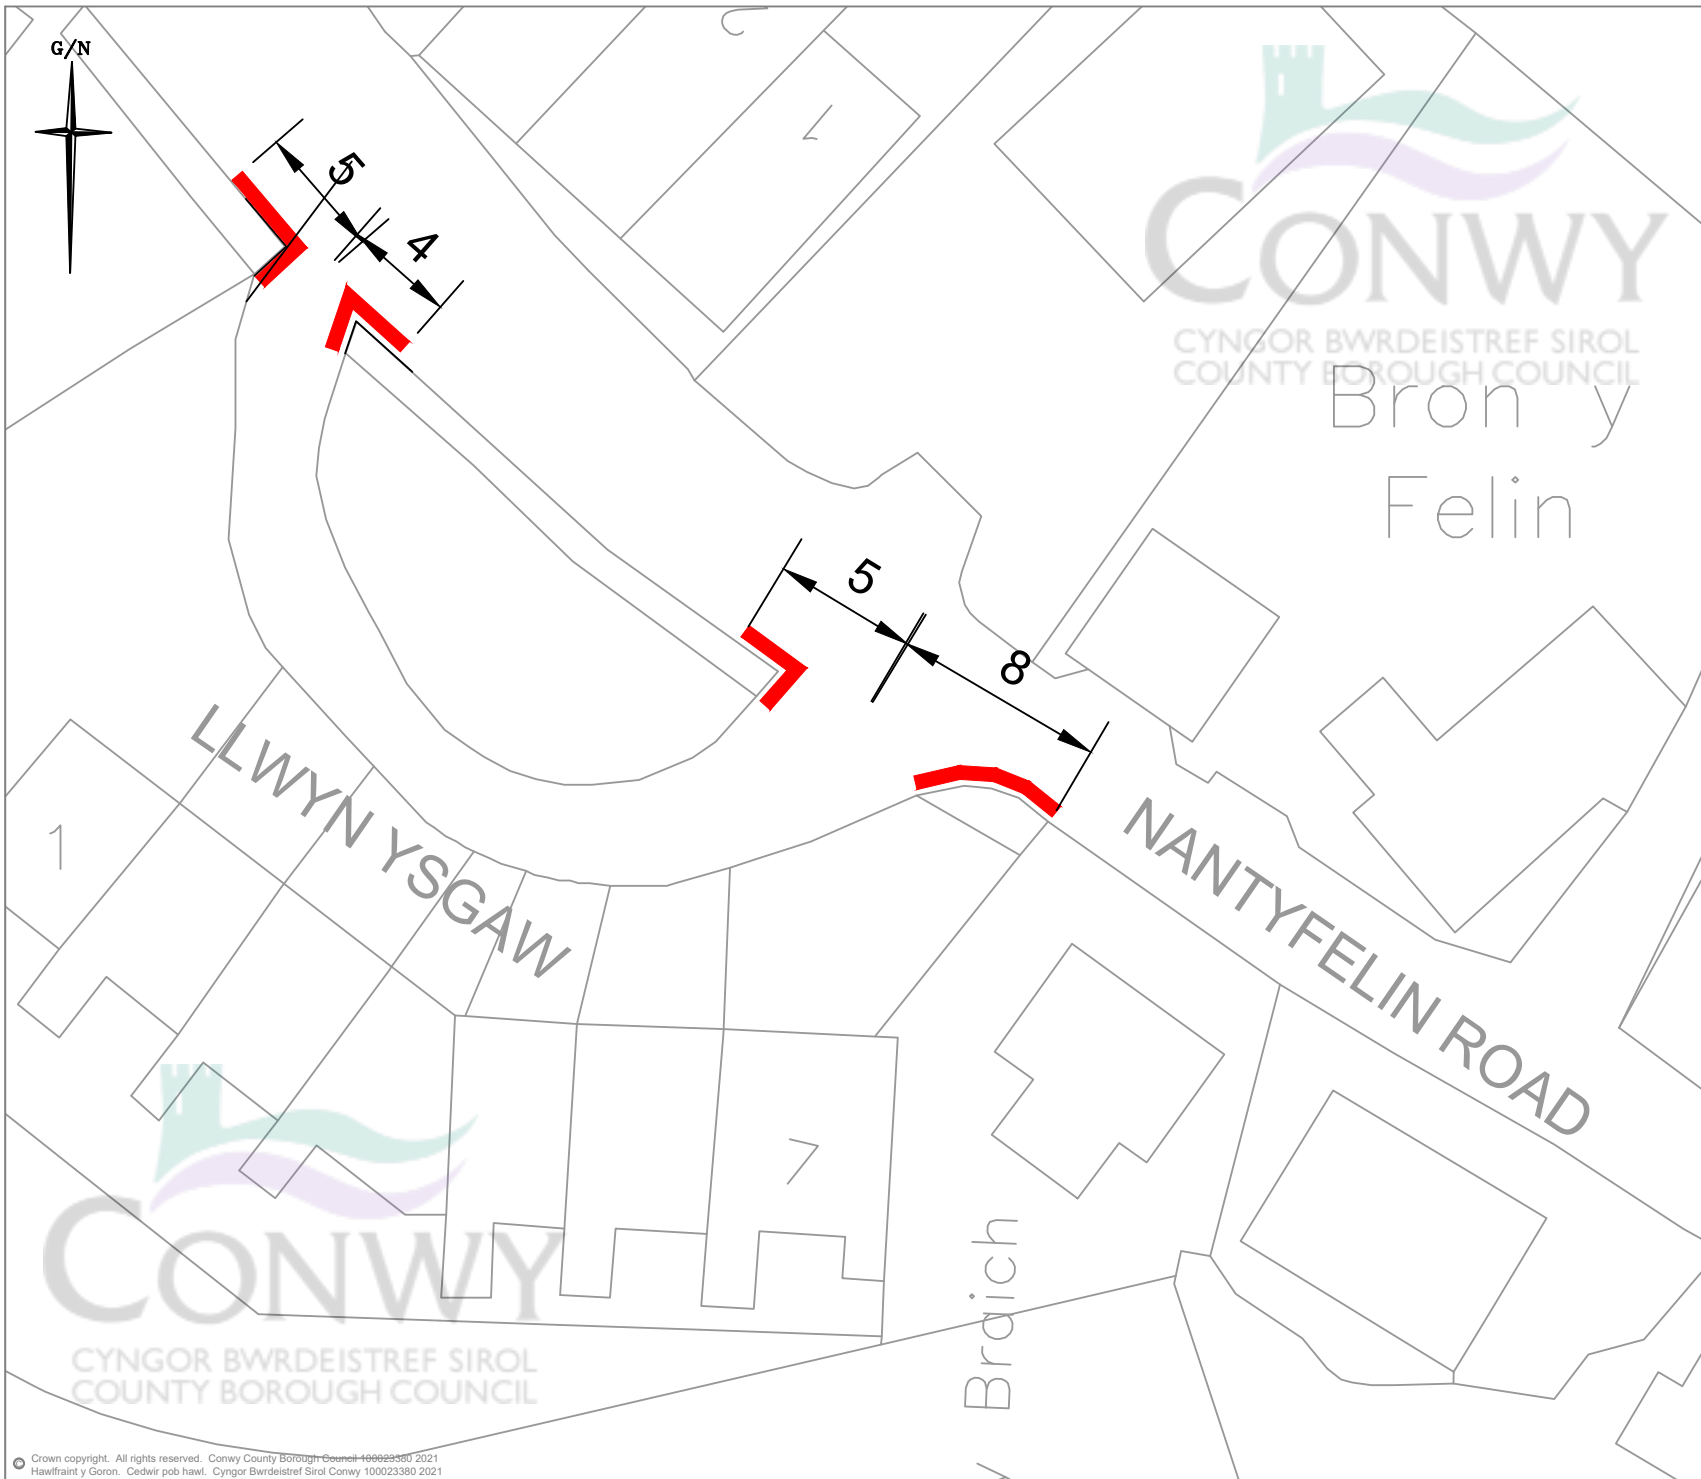 G/N
2
1
5
4
CONWY
CYNGOR BWRDEISTREF SIROL
COUNTY BOROUGH COUNCIL
Bron y
Felin
5
8
LLWYN YSGAW
NANTYFELIN ROAD
1
7
Braich
CONWY
CYNGOR BWRDEISTREF SIROL
COUNTY BOROUGH COUNCIL
© Crown copyright. All rights reserved. Conwy County Borough Council 100023380 2021
Hawlfraint y Goron. Cedwir pob hawl. Cyngor Bwrdeistref Sirol Conwy 100023380 2021